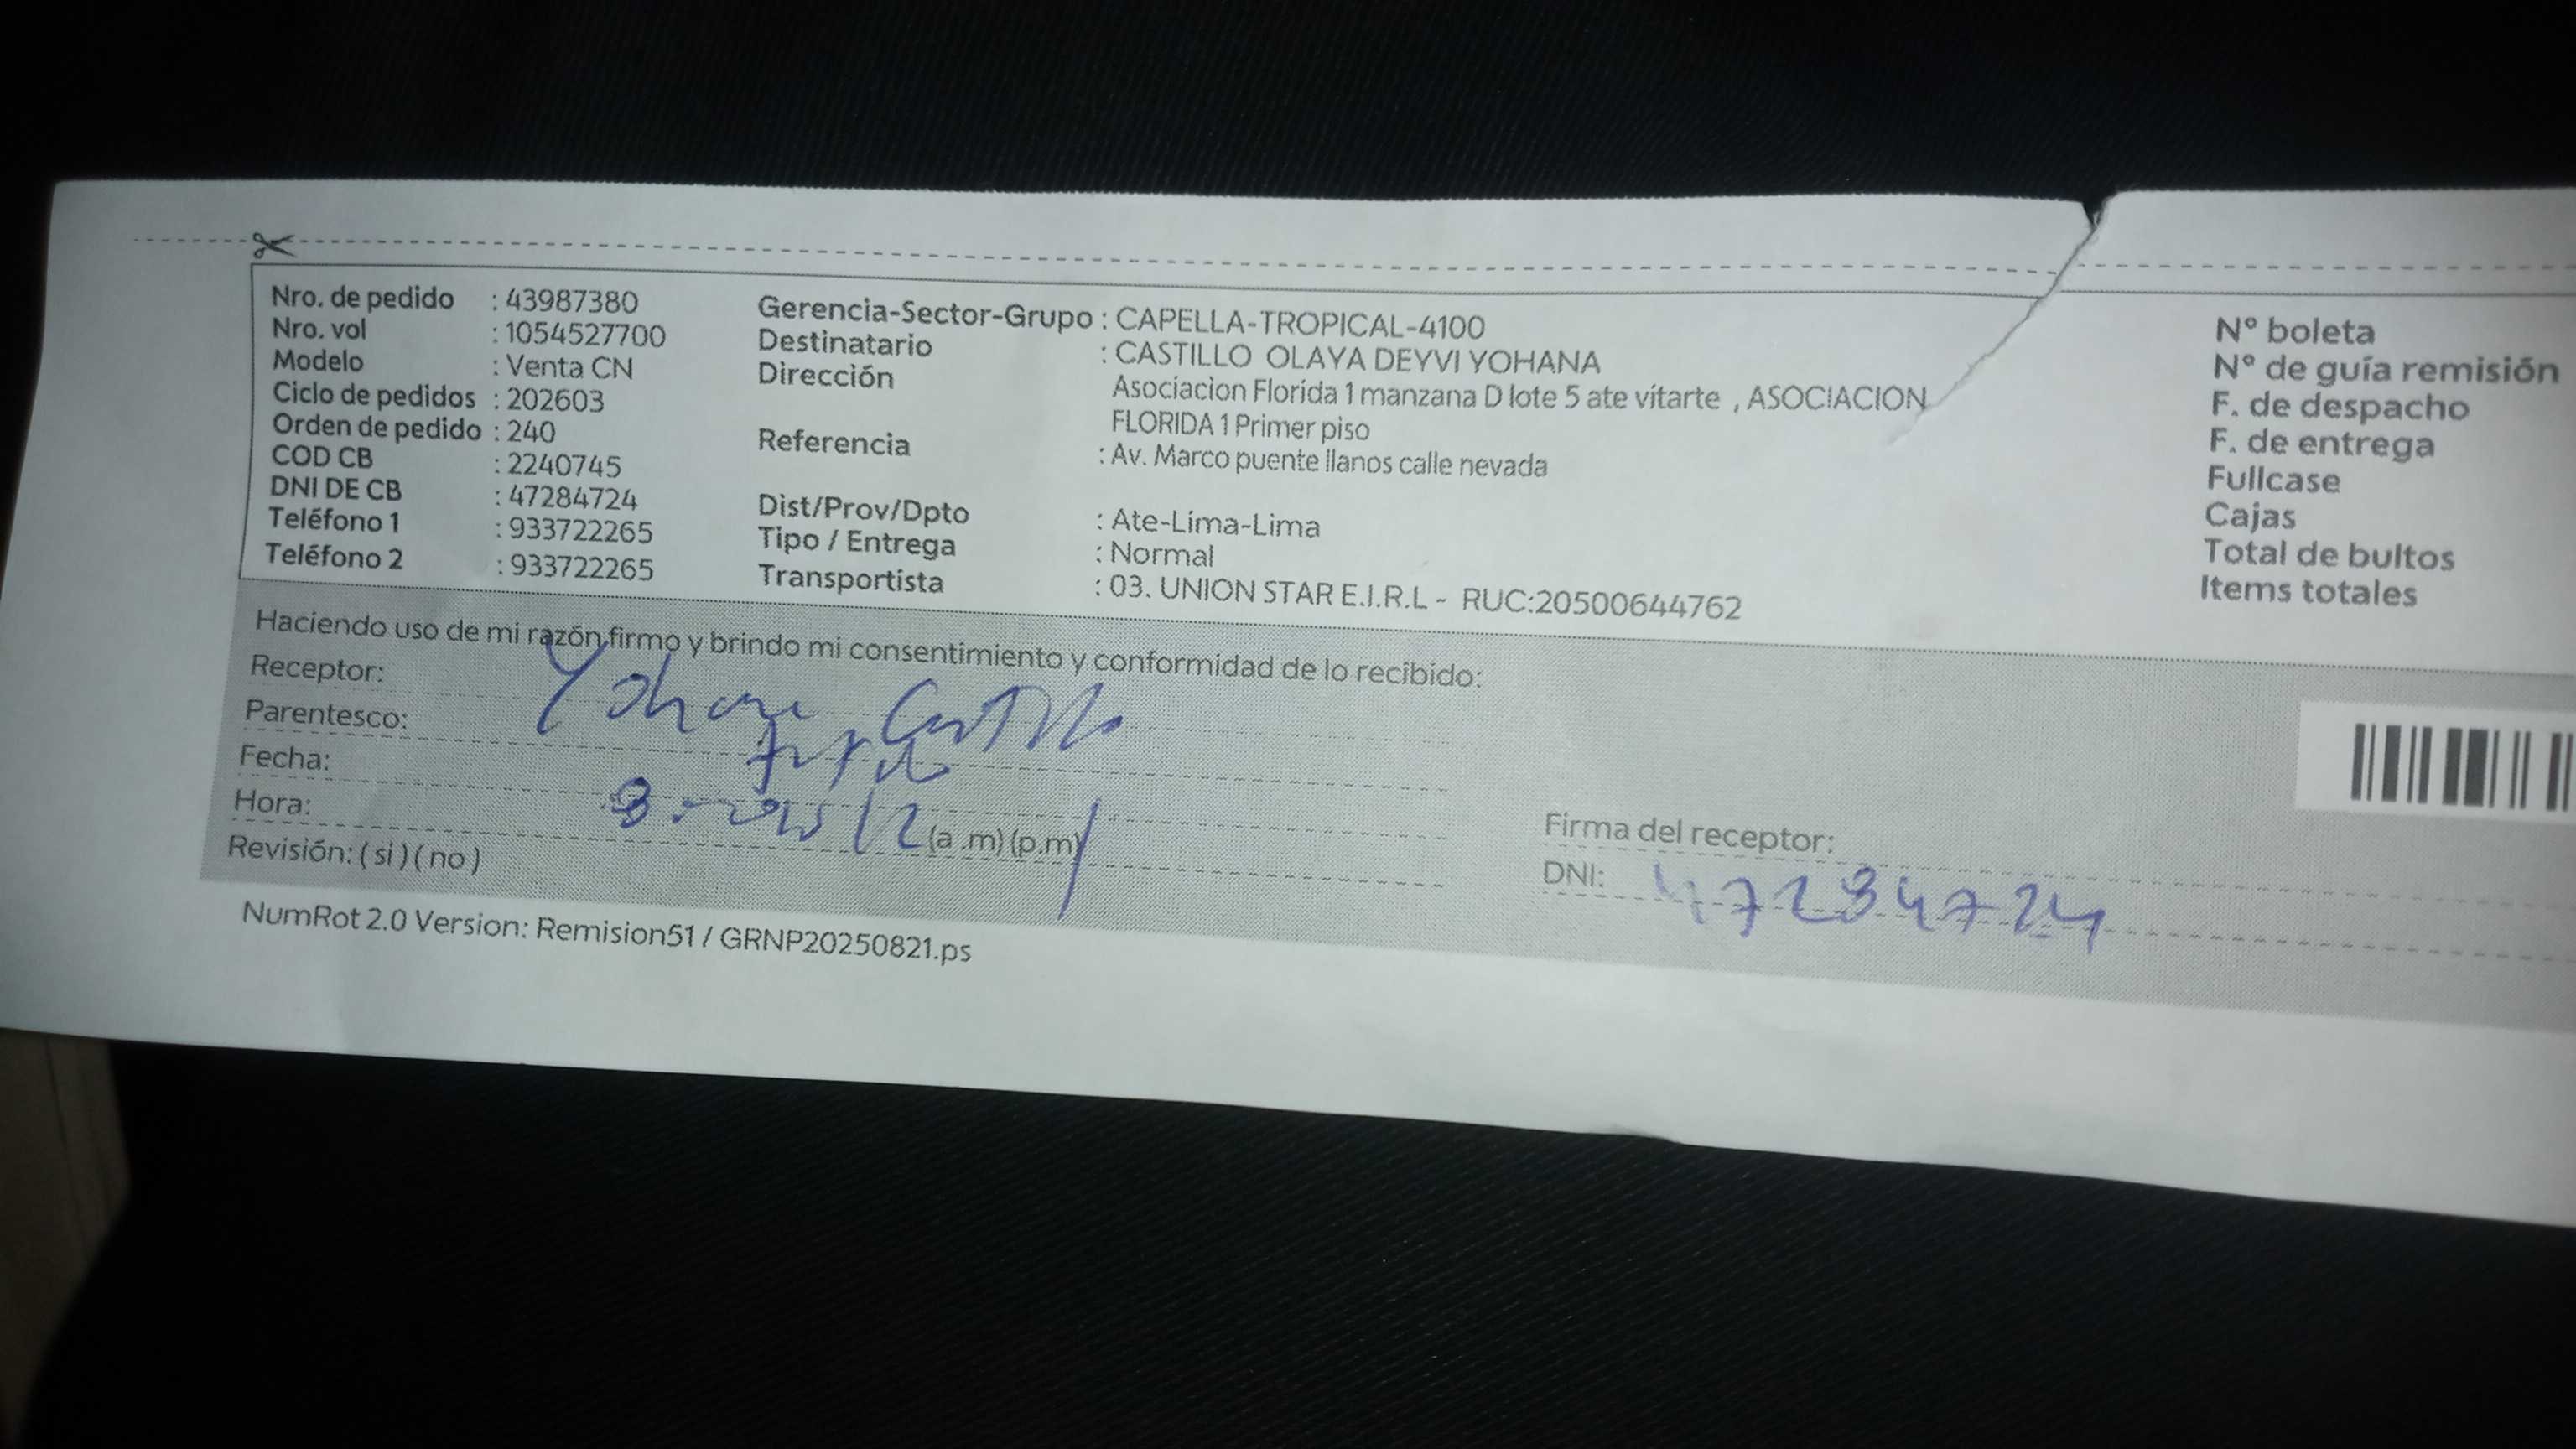 Nro. de pedido : 43987380
Nro. vol : 1054527700
Modelo : Venta CN
Ciclo de pedidos : 202603
Orden de pedido : 240
COD CB : 2240745
DNI DE CB : 47284724
Teléfono 1 : 933722265
Teléfono 2 : 933722265
Gerencia-Sector-Grupo : CAPELLA-TROPICAL-4100
Destinatario : CASTILLO OLAYA DEYVI YOHANA
Dirección Asociacion Florida 1 manzana D lote 5 ate vitarte , ASOCIACION
FLORIDA 1 Primer piso
Referencia : Av. Marco puente llanos calle nevada
Dist/Prov/Dpto : Ate-Lima-Lima
Tipo / Entrega : Normal
Transportista : 03. UNION STAR E.I.R.L - RUC:20500644762
N° boleta
N° de guía remisión
F. de despacho
F. de entrega
Fullcase
Cajas
Total de bultos
Items totales
Haciendo uso de mi razón,firmo y brindo mi consentimiento y conformidad de lo recibido:
Receptor: Yohana Castillo
Parentesco:
Fecha:
Hora: (a .m) (p.m)
Revisión: ( si ) ( no )
Firma del receptor:
DNI: 47284724
NumRot 2.0 Version: Remision51 / GRNP20250821.ps